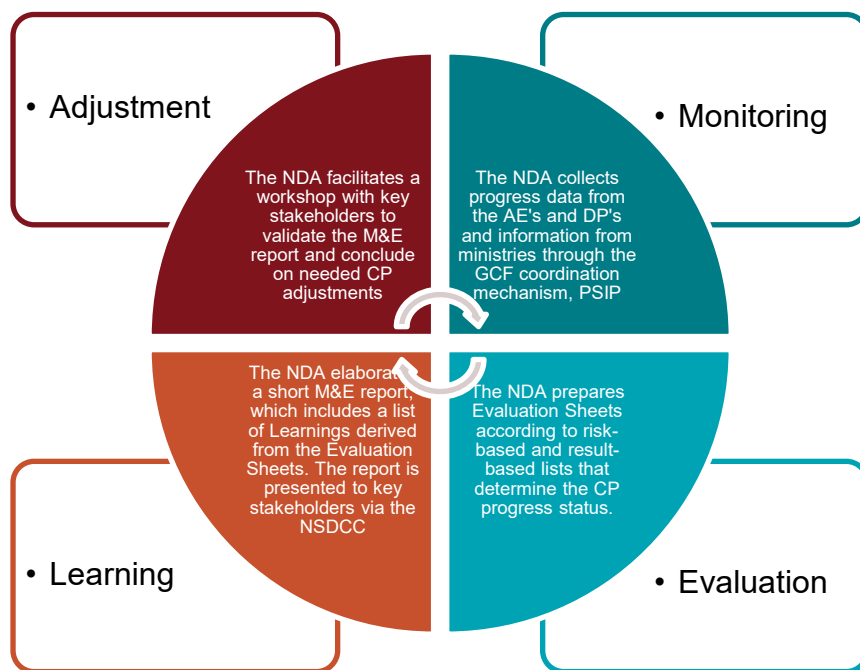 • Adjustment
The NDA facilitates a
workshop with key
stakeholders to
validate the M&E
report and conclude
on needed CP
adjustments
• Monitoring
The NDA collects
progress data from
the AE's and DP's
and information from
ministries through the
GCF coordination
mechanism, PSIP
The NDA
a short M&E report,
which includes a list
of Learnings derived
from the Evaluation
Sheets. The report is
presented to key
stakeholders via the
NSDCC
• Learning
The NDA prepares
Evaluation Sheets
according to risk-
based and result-
based lists that
determine the CP
progress status.
• Evaluation